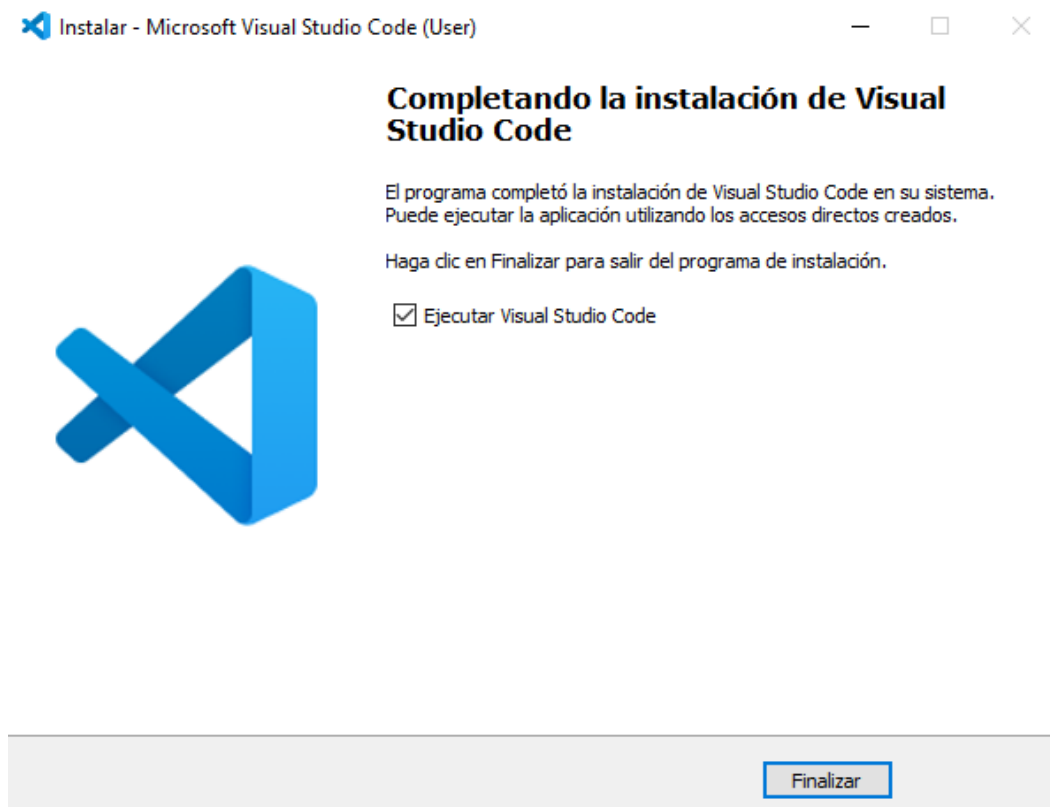 Instalar - Microsoft Visual Studio Code (User)
Completando la instalación de Visual
Studio Code
El programa completó la instalación de Visual Studio Code en su sistema.
Puede ejecutar la aplicación utilizando los accesos directos creados.
Haga clic en Finalizar para salir del programa de instalación.
Ejecutar Visual Studio Code
Finalizar